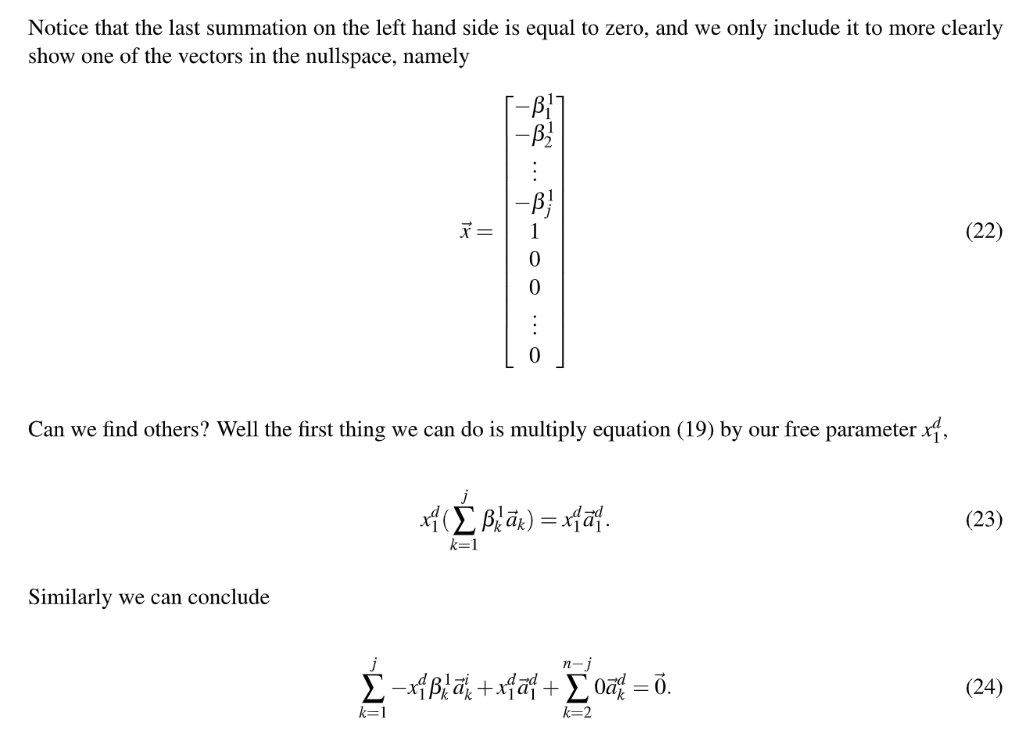 Notice that the last summation on the left hand side is equal to zero, and we only include it to more clearly
show one of the vectors in the nullspace, namely
$\vec{x} = \begin{bmatrix} -\beta_1^1 \\ -\beta_2^1 \\ \vdots \\ -\beta_j^1 \\ 1 \\ 0 \\ 0 \\ \vdots \\ 0 \end{bmatrix}$ (22)
Can we find others? Well the first thing we can do is multiply equation (19) by our free parameter $x_1^d$,
$x_1^d (\sum_{k=1}^{j} \beta_k^1 \vec{a}_k) = x_1^d \vec{a}_1^d.$ (23)
Similarly we can conclude
$\sum_{k=1}^{j} -x_1^d \beta_k^1 \vec{a}_k^i + x_1^d \vec{a}_1^d + \sum_{k=2}^{n-j} 0 \vec{a}_k^d = \vec{0}.$ (24)